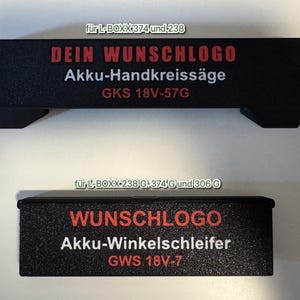 für L-BOXX 374 und 238
DEIN WUNSCHLOGO
Akku-Handkreissäge
GKS 18V-57G
für L-BOXX 238 G, 374 G und 306 G
WUNSCHLOGO
Akku-Winkelschleifer
GWS 18V-7